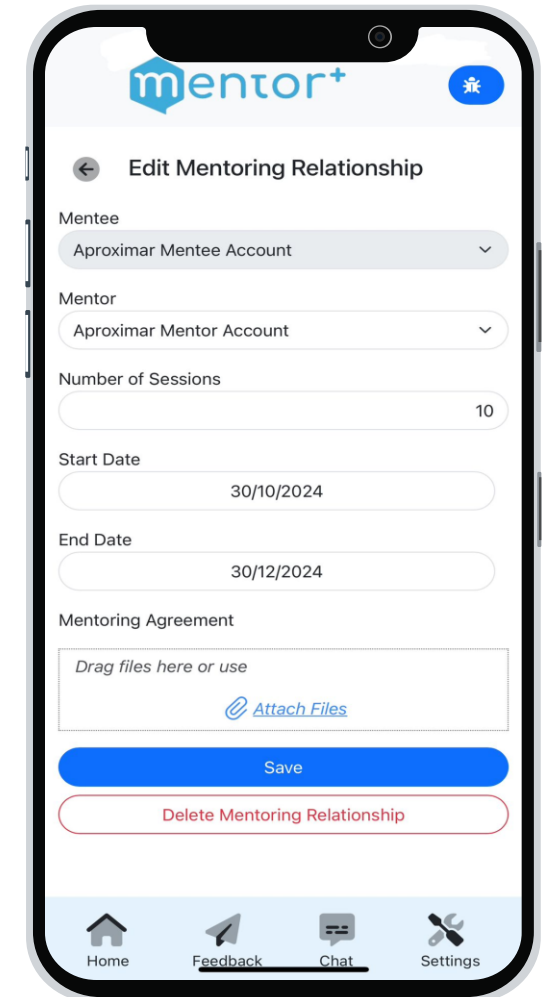 mentor+
Edit Mentoring Relationship
Mentee
Aproximar Mentee Account
Mentor
Aproximar Mentor Account
Number of Sessions
10
Start Date
30/10/2024
End Date
30/12/2024
Mentoring Agreement
Drag files here or use
Attach Files
Save
Delete Mentoring Relationship
Home Feedback Chat Settings